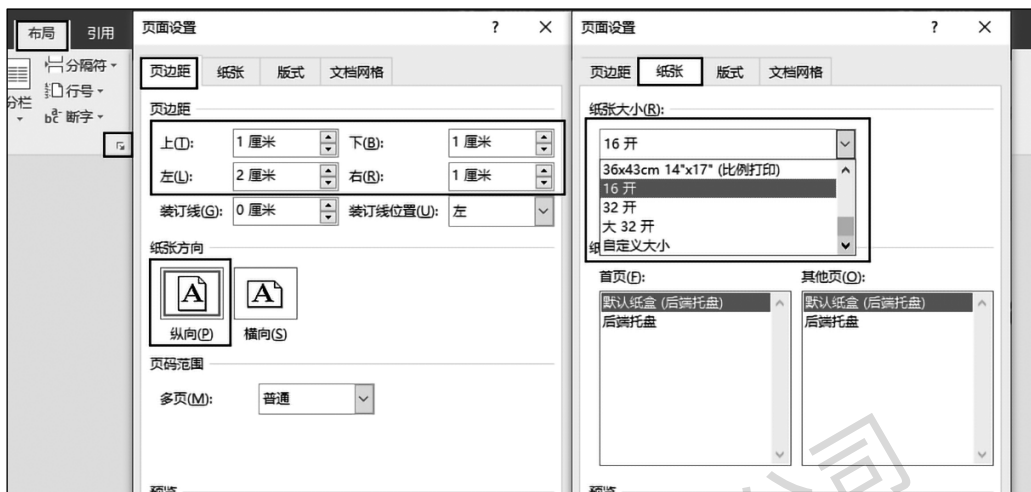 布局 引用
分隔符
行号
分栏
断字
页面设置 ? ×
页边距 纸张 版式 文档网格
页边距
上(T): 1 厘米 下(B): 1 厘米
左(L): 2 厘米 右(R): 1 厘米
装订线(G): 0 厘米 装订线位置(U): 左
纸张方向
纵向(P) 横向(S)
页码范围
多页(M): 普通
预览
页面设置 ? ×
页边距 纸张 版式 文档网格
纸张大小(R):
16 开
36x43cm 14"x17" (比例打印)
16 开
32 开
大 32 开
自定义大小
纸
首页(F): 其他页(O):
默认纸盒 (后端托盘) 默认纸盒 (后端托盘)
后端托盘 后端托盘
预览
公司